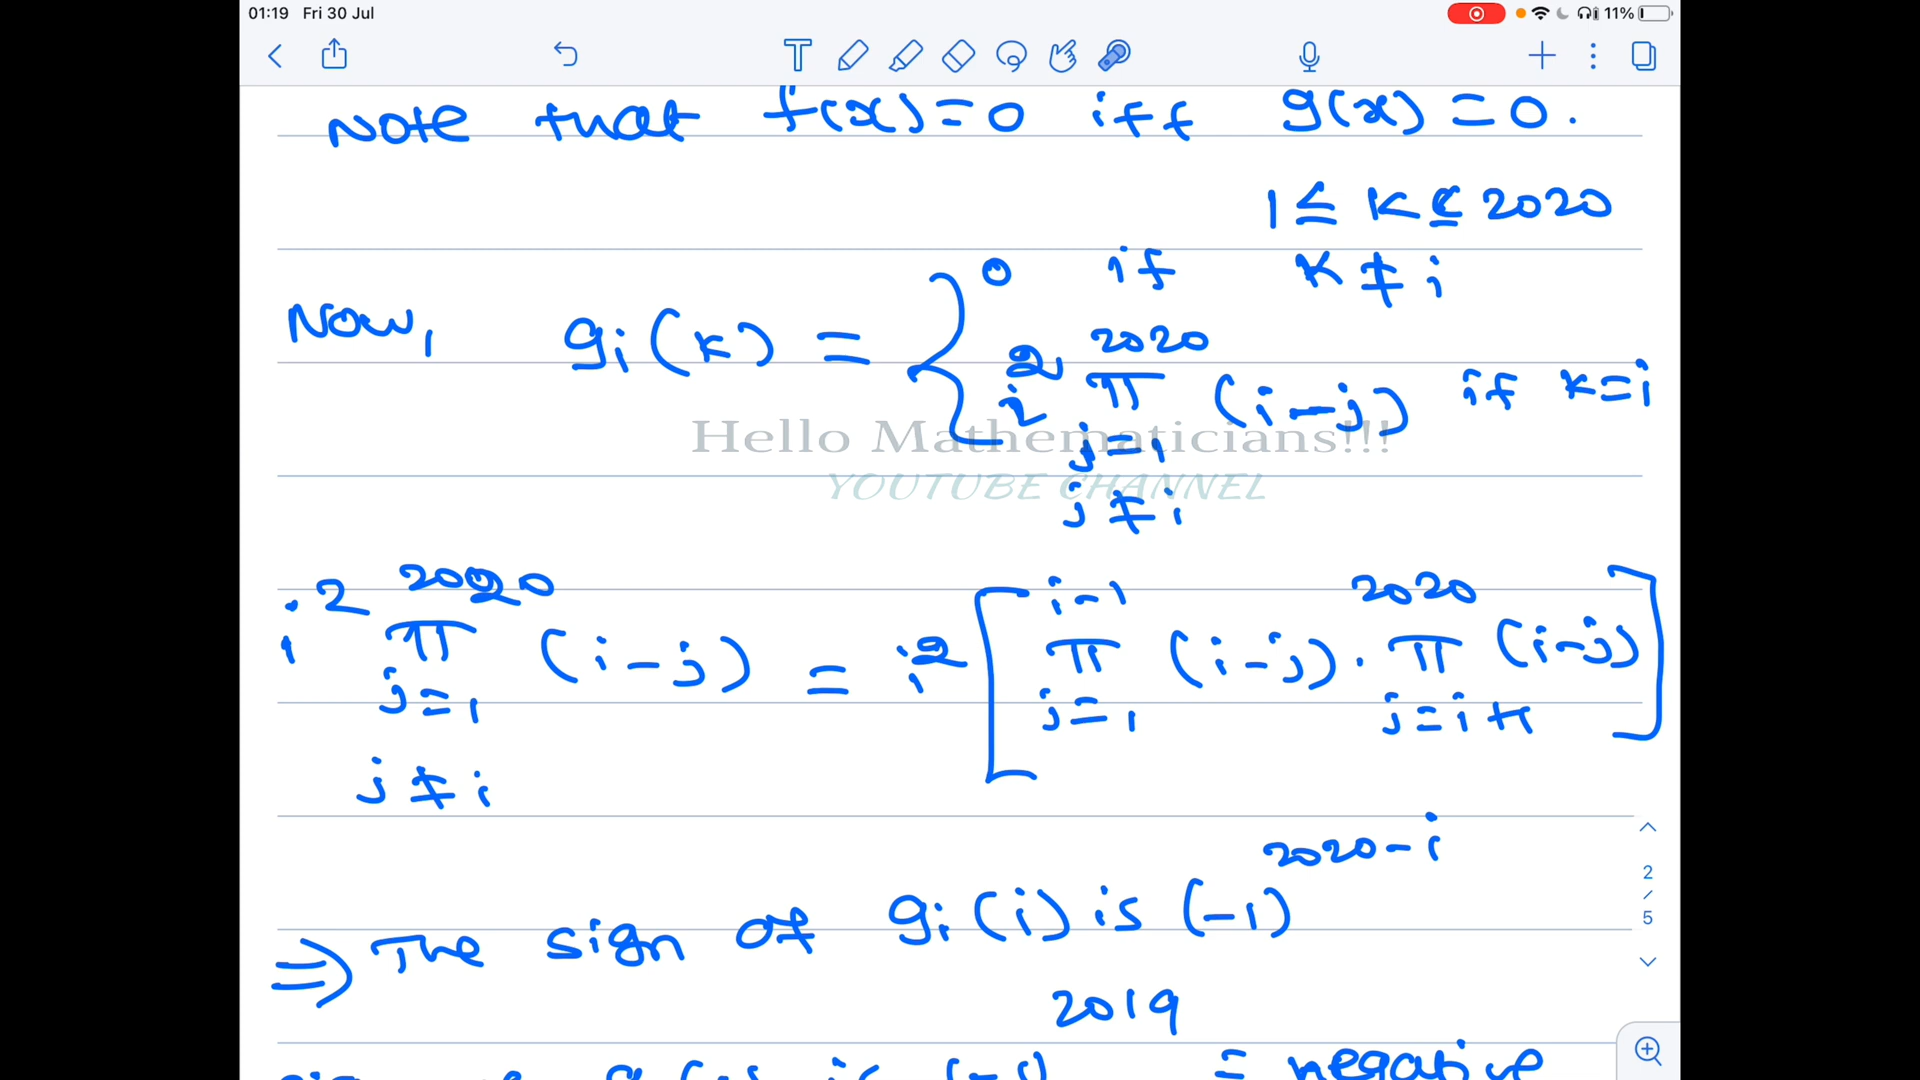 01:19 Fri 30 Jul 11%
T
Note that f(x)=0 iff g(x)=0.
1 ≤ k ≤ 2020
0 if k ≠ i
Now, gi(k) =
i² 2020 π (i-j) if k=i
j=1
j≠i
Hello Mathematicians!!!
YOUTUBE CHANNEL
i² 2020 π (i-j) = i² [ i-1 π (i-j) . 2020 π (i-j) ]
j=1 j=1 j=i+1
j≠i
2
/
5
⇒ The sign of gi(i) is (-1)^2020-i
2019
= negative